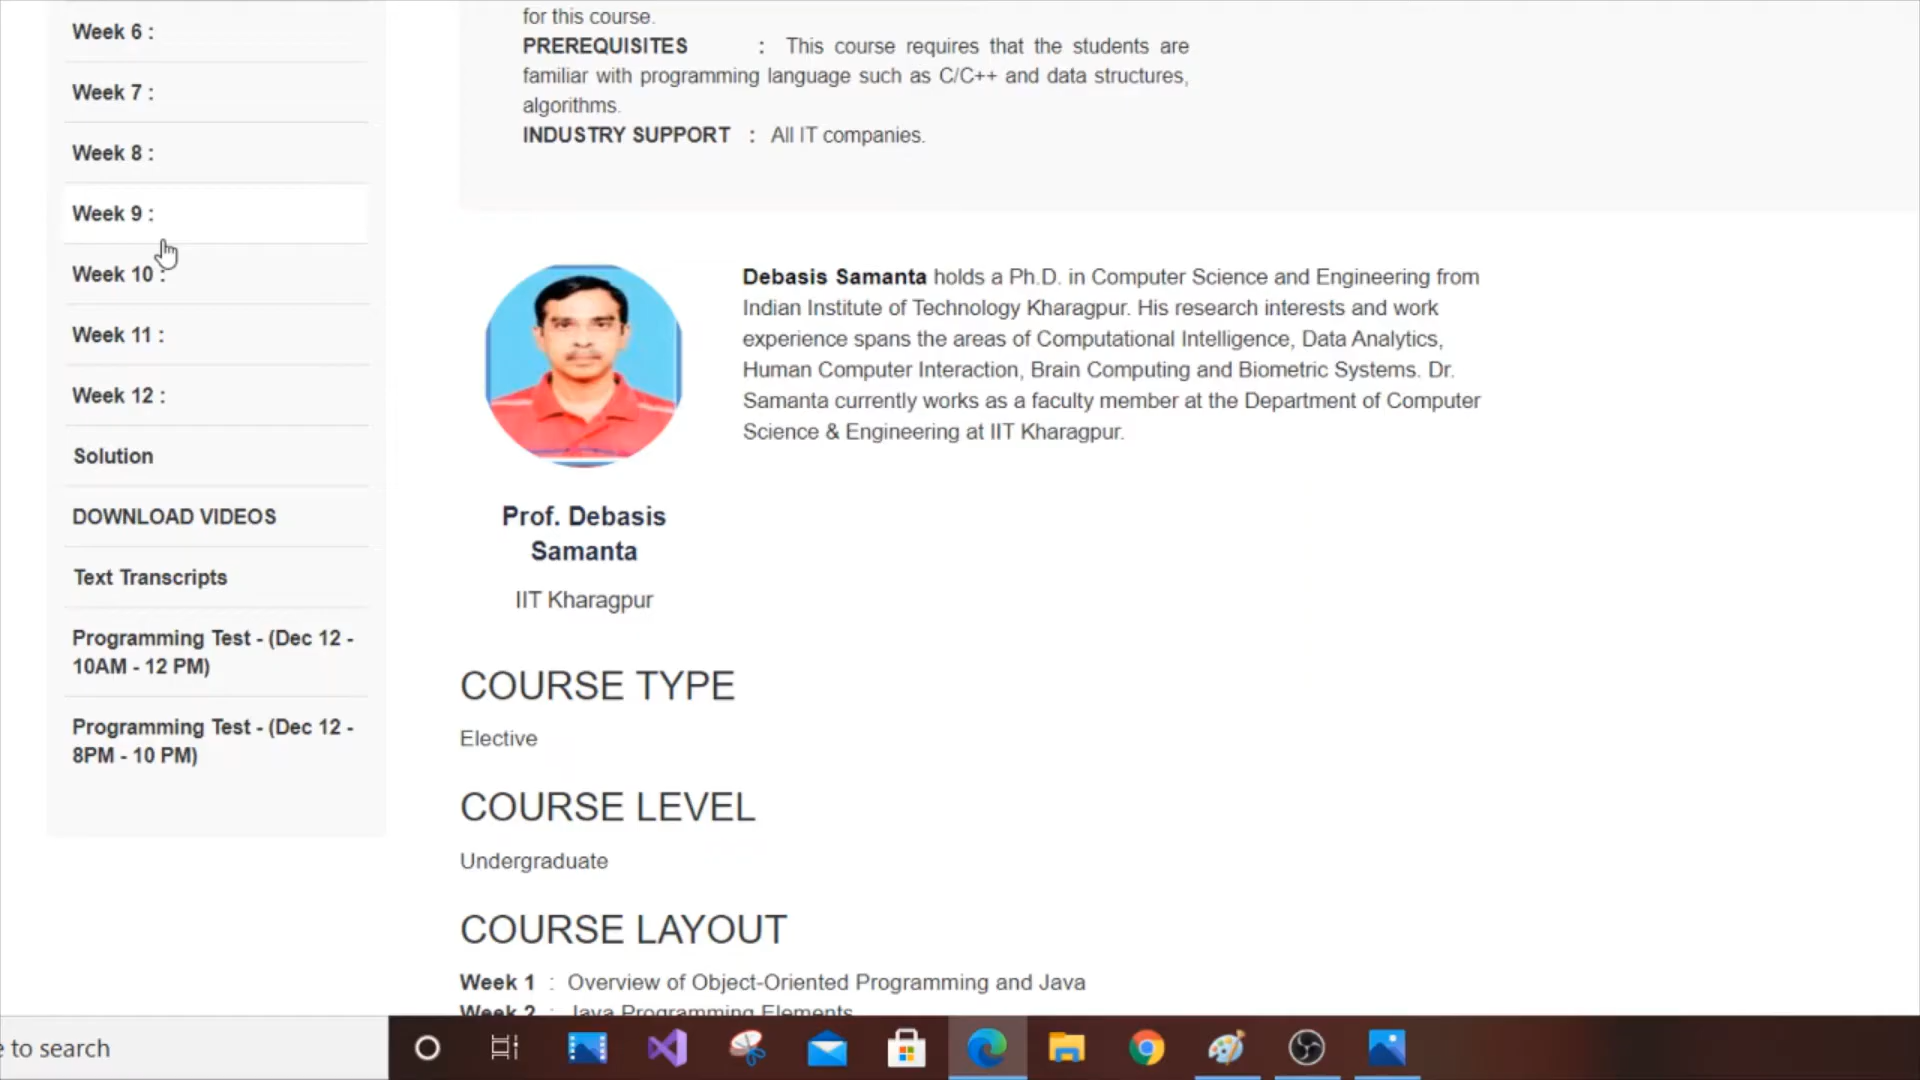 Week 6 :
Week 7 :
Week 8 :
Week 9 :
Week 10 :
Week 11 :
Week 12 :
Solution
DOWNLOAD VIDEOS
Text Transcripts
Programming Test - (Dec 12 -
10AM - 12 PM)
Programming Test - (Dec 12 -
8PM - 10 PM)
for this course.
PREREQUISITES : This course requires that the students are
familiar with programming language such as C/C++ and data structures,
algorithms.
INDUSTRY SUPPORT : All IT companies.
Debasis Samanta holds a Ph.D. in Computer Science and Engineering from
Indian Institute of Technology Kharagpur. His research interests and work
experience spans the areas of Computational Intelligence, Data Analytics,
Human Computer Interaction, Brain Computing and Biometric Systems. Dr.
Samanta currently works as a faculty member at the Department of Computer
Science & Engineering at IIT Kharagpur.
Prof. Debasis
Samanta
IIT Kharagpur
COURSE TYPE
Elective
COURSE LEVEL
Undergraduate
COURSE LAYOUT
Week 1 : Overview of Object-Oriented Programming and Java
Week 2 : Java Programming Elements
e to search